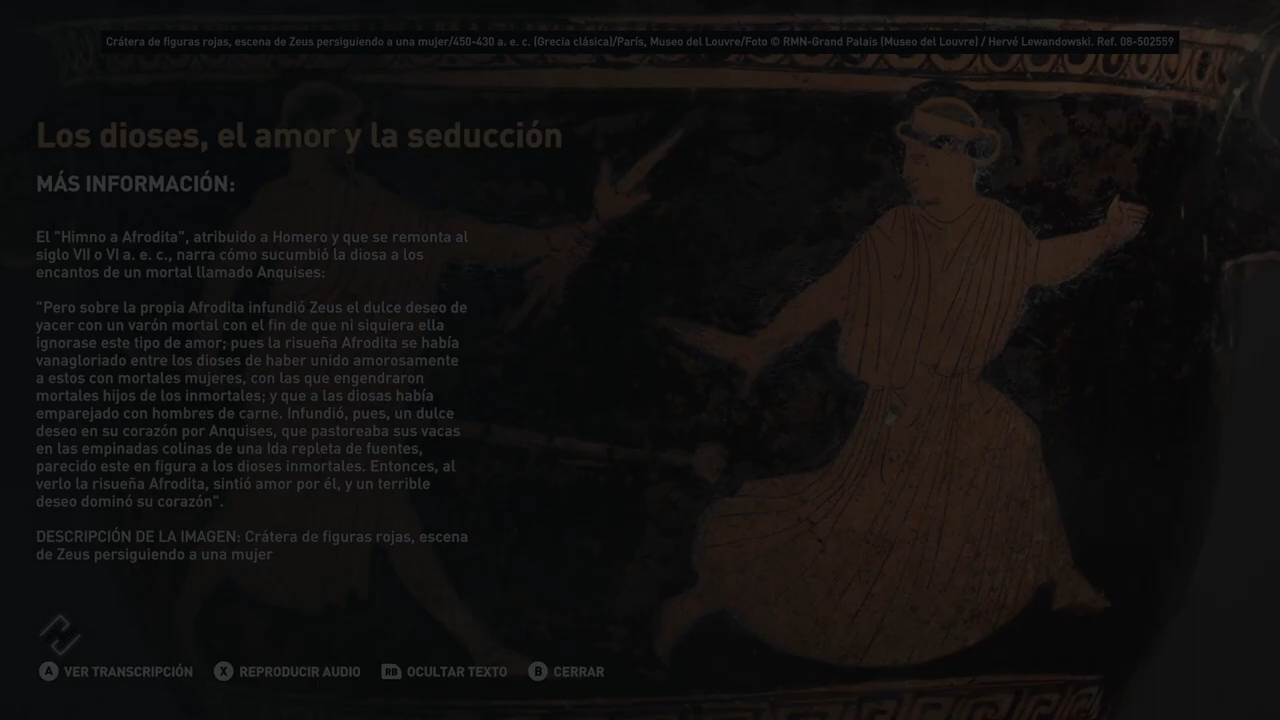 Crátera de figuras rojas, escena de Zeus persiguiendo a una mujer/450-430 a. e. c. (Grecia clásica)/París, Museo del Louvre/Foto © RMN-Grand Palais (Museo del Louvre) / Hervé Lewandowski. Ref. 08-502559
Los dioses, el amor y la seducción
MÁS INFORMACIÓN:
El "Himno a Afrodita", atribuido a Homero y que se remonta al
siglo VII o VI a. e. c., narra cómo sucumbió la diosa a los
encantos de un mortal llamado Anquises:
"Pero sobre la propia Afrodita infundió Zeus el dulce deseo de
yacer con un varón mortal con el fin de que ni siquiera ella
ignorase este tipo de amor; pues la risueña Afrodita se había
vanagloriado entre los dioses de haber unido amorosamente
a estos con mortales mujeres, con las que engendraron
mortales hijos de los inmortales; y que a las diosas había
emparejado con hombres de carne. Infundió, pues, un dulce
deseo en su corazón por Anquises, que pastoreaba sus vacas
en las empinadas colinas de una Ida repleta de fuentes,
parecido este en figura a los dioses inmortales. Entonces, al
verlo la risueña Afrodita, sintió amor por él, y un terrible
deseo dominó su corazón".
DESCRIPCIÓN DE LA IMAGEN: Crátera de figuras rojas, escena
de Zeus persiguiendo a una mujer
A VER TRANSCRIPCIÓN X REPRODUCIR AUDIO RB OCULTAR TEXTO B CERRAR